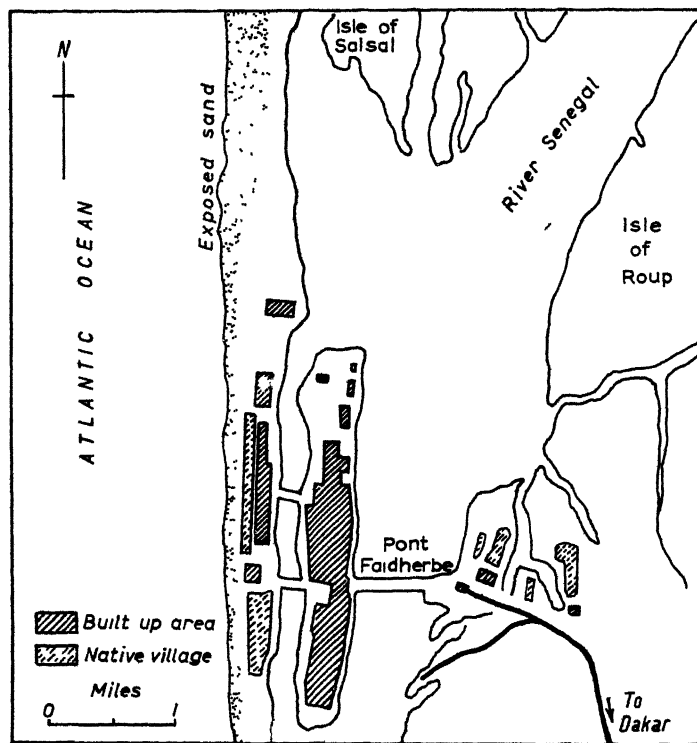 N
Isle of
Salsal
Exposed sand
River Senegal
ATLANTIC OCEAN
Isle
of
Roup
Pont
Faidherbe
Built up area
Native village
Miles
0 1
To
Dakar